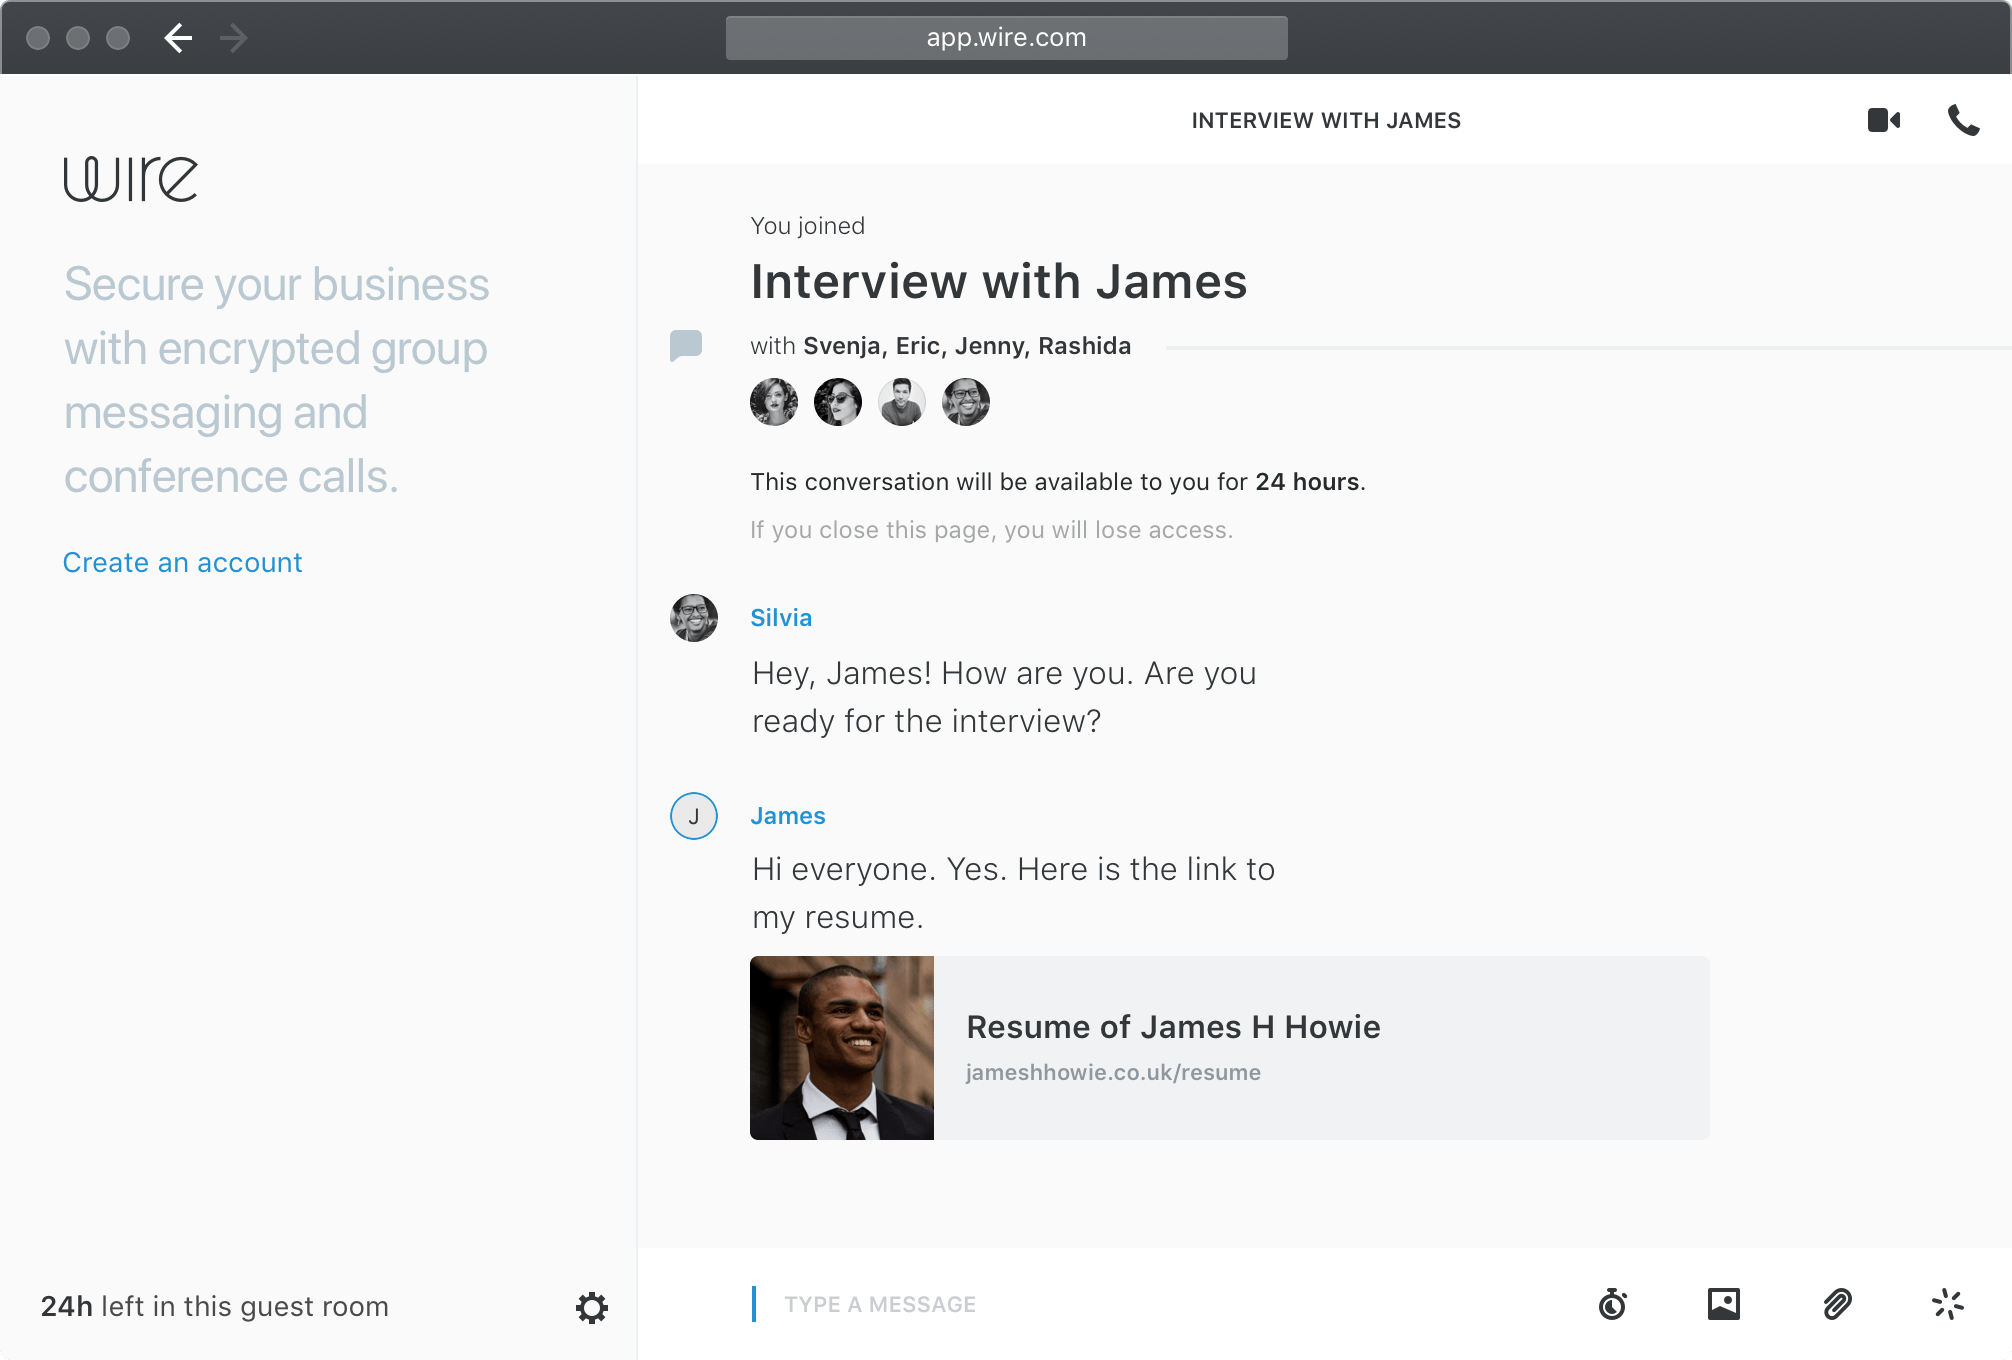 app.wire.com
wire
Secure your business
with encrypted group
messaging and
conference calls.
Create an account
24h left in this guest room
INTERVIEW WITH JAMES
You joined
Interview with James
with Svenja, Eric, Jenny, Rashida
This conversation will be available to you for 24 hours.
If you close this page, you will lose access.
Silvia
Hey, James! How are you. Are you
ready for the interview?
J
James
Hi everyone. Yes. Here is the link to
my resume.
Resume of James H Howie
jameshhowie.co.uk/resume
TYPE A MESSAGE